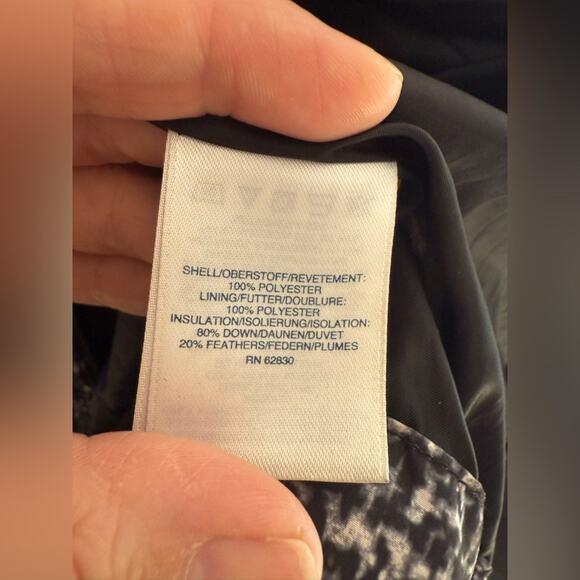 SHELL/OBERSTOFF/REVETEMENT:
100% POLYESTER
LINING/FUTTER/DOUBLURE:
100% POLYESTER
INSULATION/ISOLIERUNG/ISOLATION:
80% DOWN/DAUNEN/DUVET
20% FEATHERS/FEDERN/PLUMES
RN 62830